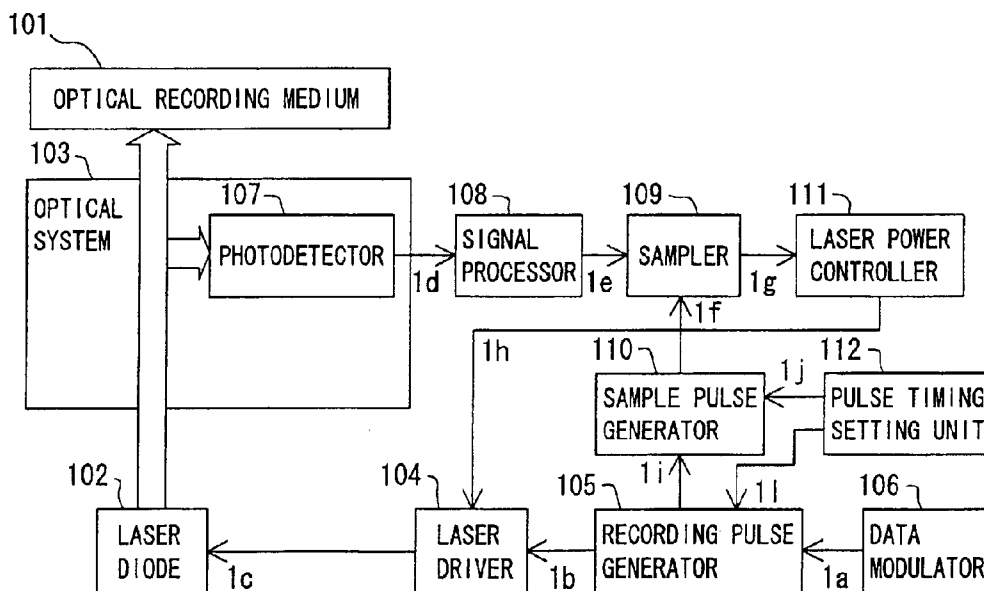 101
OPTICAL RECORDING MEDIUM
103
OPTICAL
SYSTEM
107
PHOTODETECTOR
1d
108
SIGNAL
PROCESSOR
1e
109
SAMPLER
1g
111
LASER POWER
CONTROLLER
1f
1h
110
SAMPLE PULSE
GENERATOR
1j
112
PULSE TIMING
SETTING UNIT
1i
1l
102
LASER
DIODE
1c
104
LASER
DRIVER
1b
105
RECORDING PULSE
GENERATOR
1a
106
DATA
MODULATOR